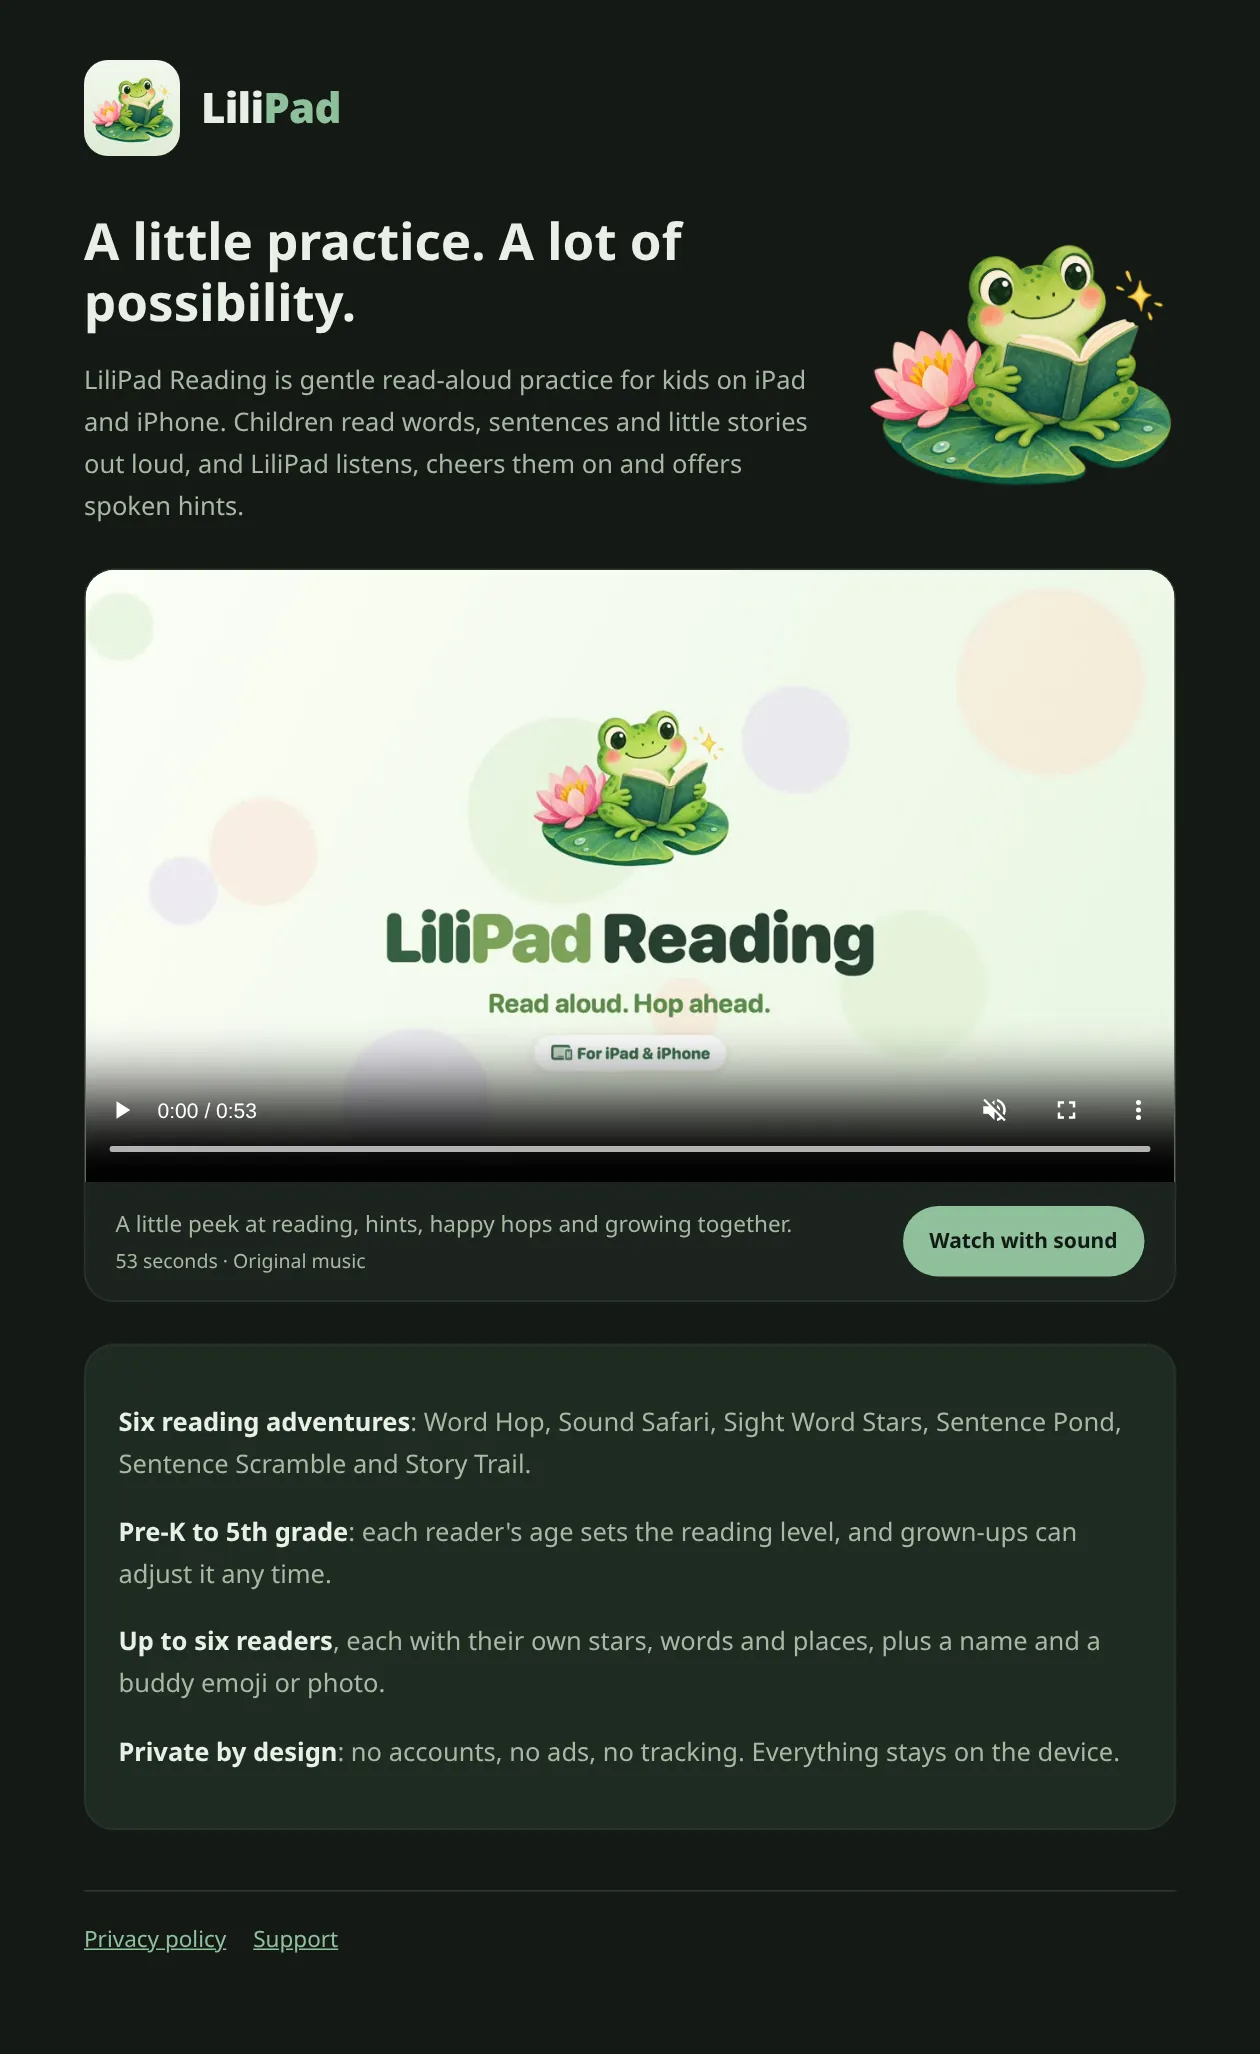 LiliPad
A little practice. A lot of
possibility.
LiliPad Reading is gentle read-aloud practice for kids on iPad
and iPhone. Children read words, sentences and little stories
out loud, and LiliPad listens, cheers them on and offers
spoken hints.
LiliPad Reading
Read aloud. Hop ahead.
For iPad & iPhone
0:00 / 0:53
A little peek at reading, hints, happy hops and growing together.
53 seconds · Original music
Watch with sound
Six reading adventures: Word Hop, Sound Safari, Sight Word Stars, Sentence Pond,
Sentence Scramble and Story Trail.
Pre-K to 5th grade: each reader's age sets the reading level, and grown-ups can
adjust it any time.
Up to six readers, each with their own stars, words and places, plus a name and a
buddy emoji or photo.
Private by design: no accounts, no ads, no tracking. Everything stays on the device.
Privacy policy Support